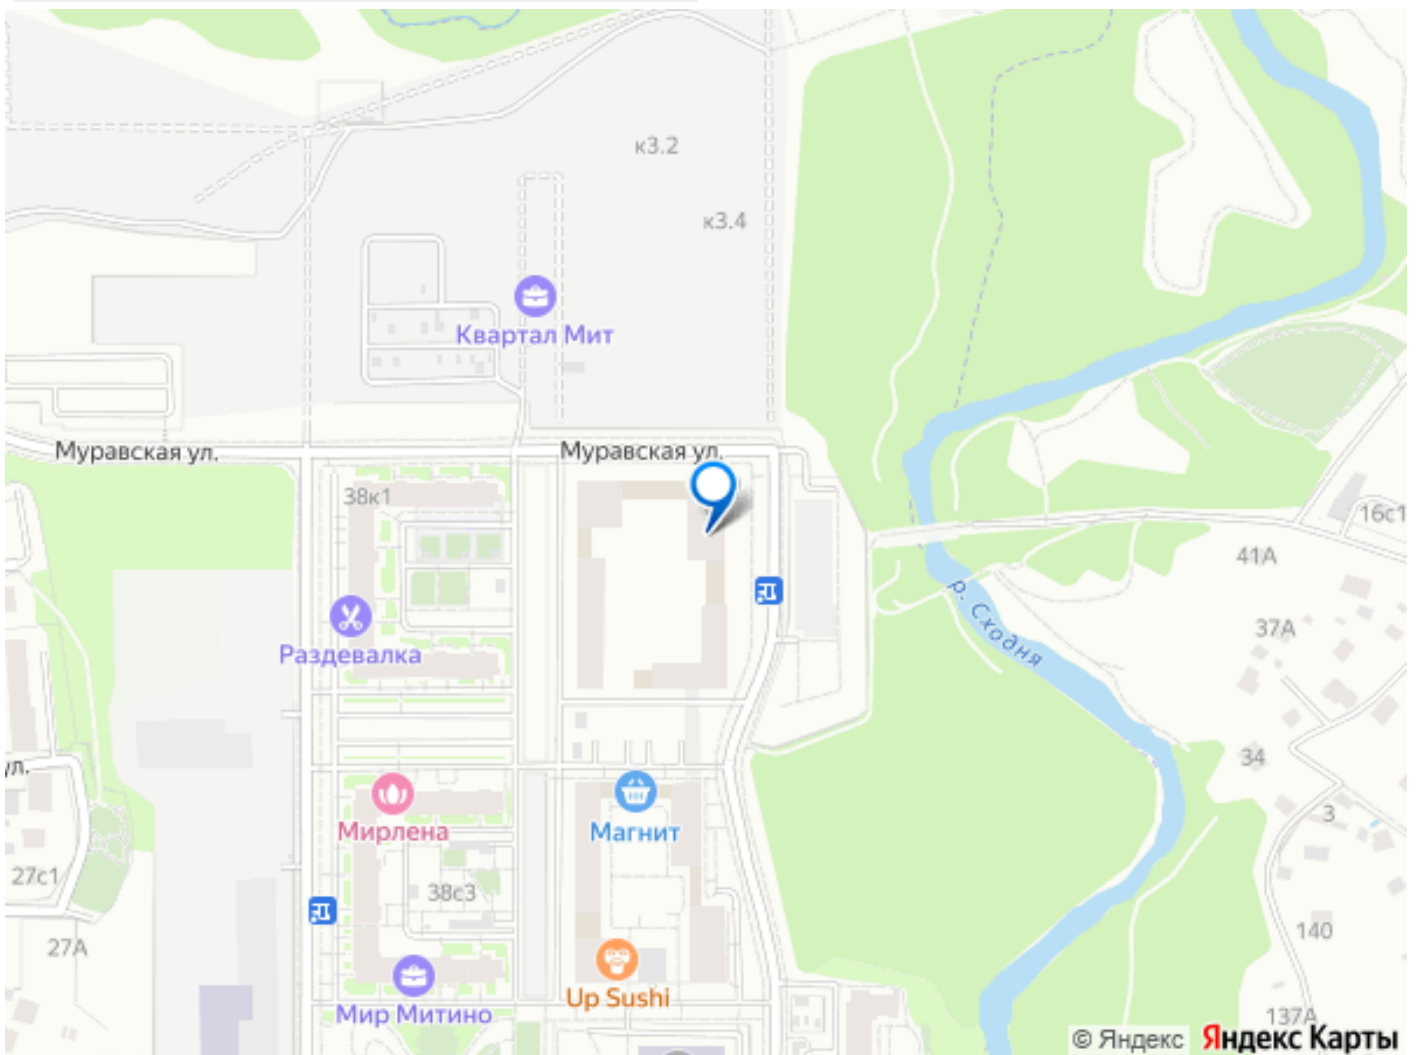 к3.2
к3.4
Квартал Мит
Муравская ул.
Муравская ул.
38к1
16с1
41А
р. Сходня
37А
Раздевалка
34
ул.
3
Мирлена
Магнит
27с1
38с3
140
27А
Up Sushi
Мир Митино
137А
© Яндекс Яндекс Карты